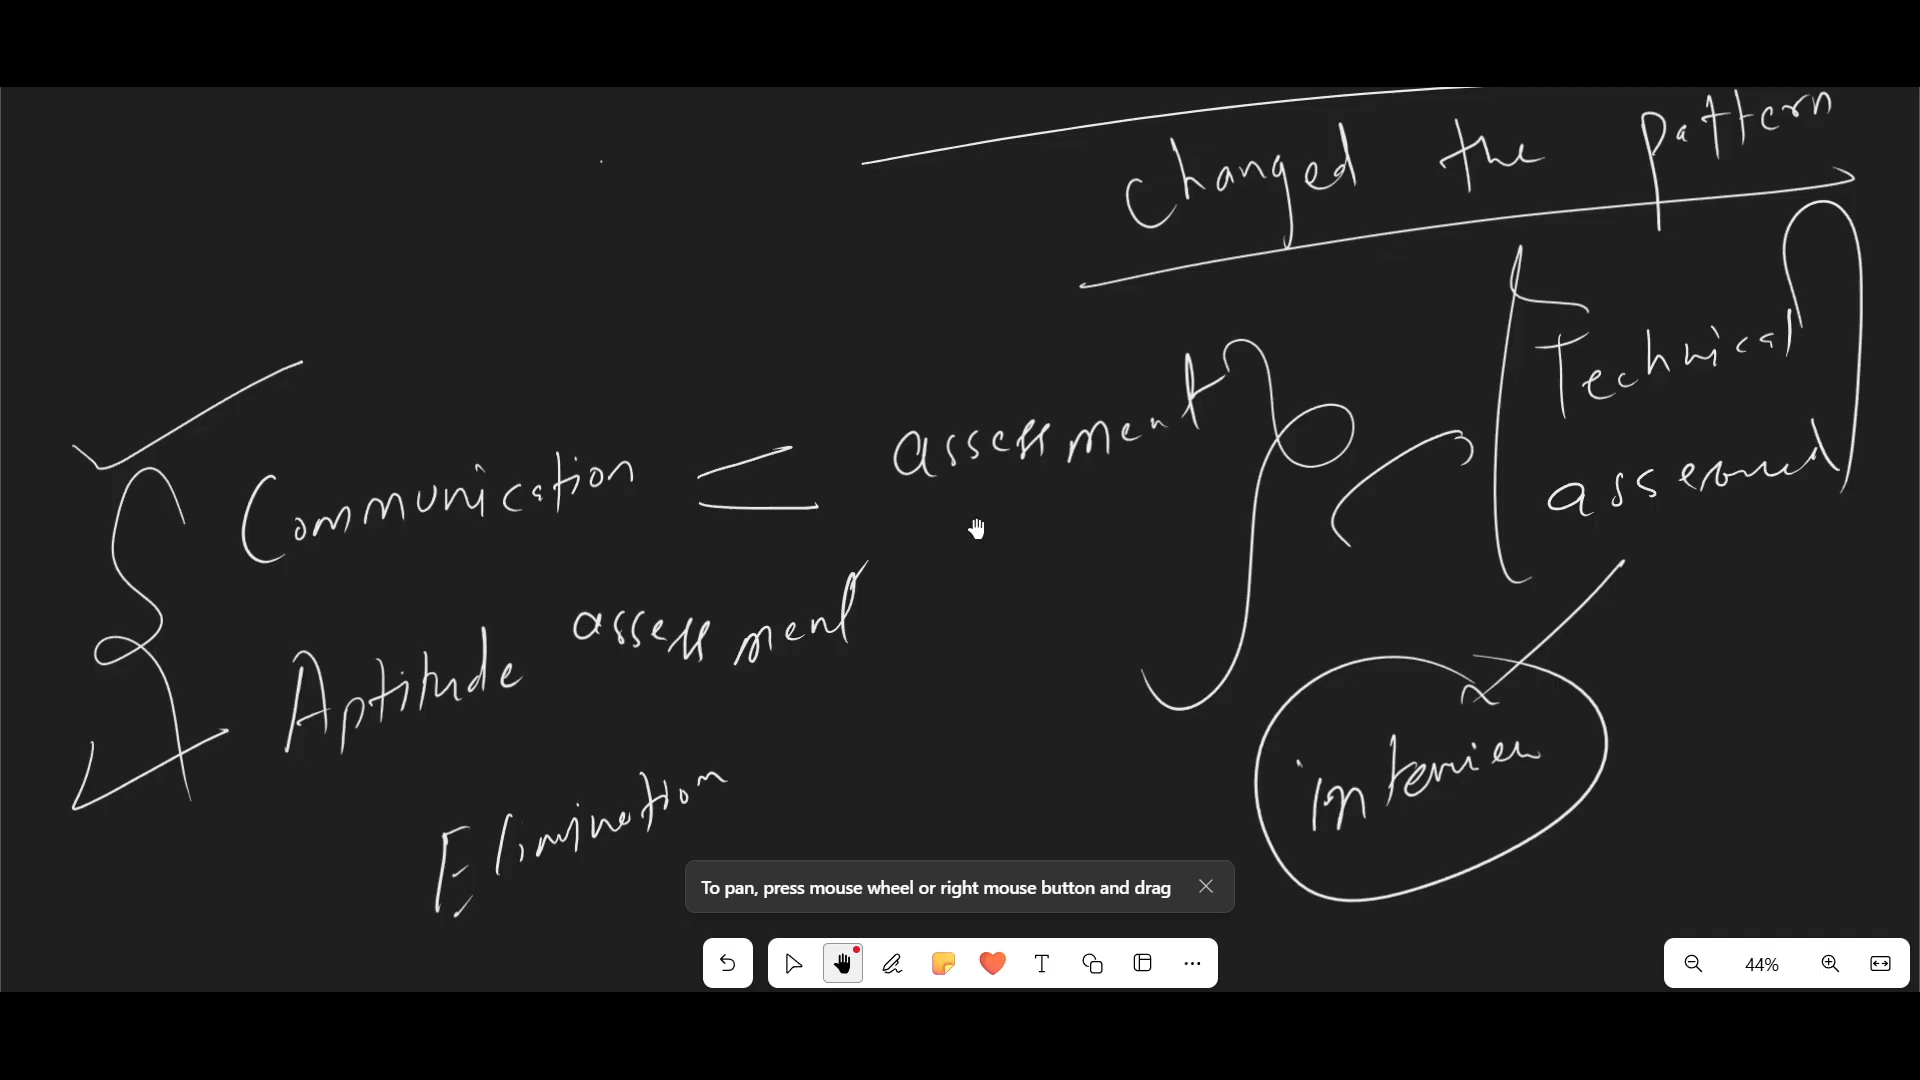 changed the pattern
Technical
assessment
Communication assessment
Aptitude assessment
interview
Elimination
To pan, press mouse wheel or right mouse button and drag
44%